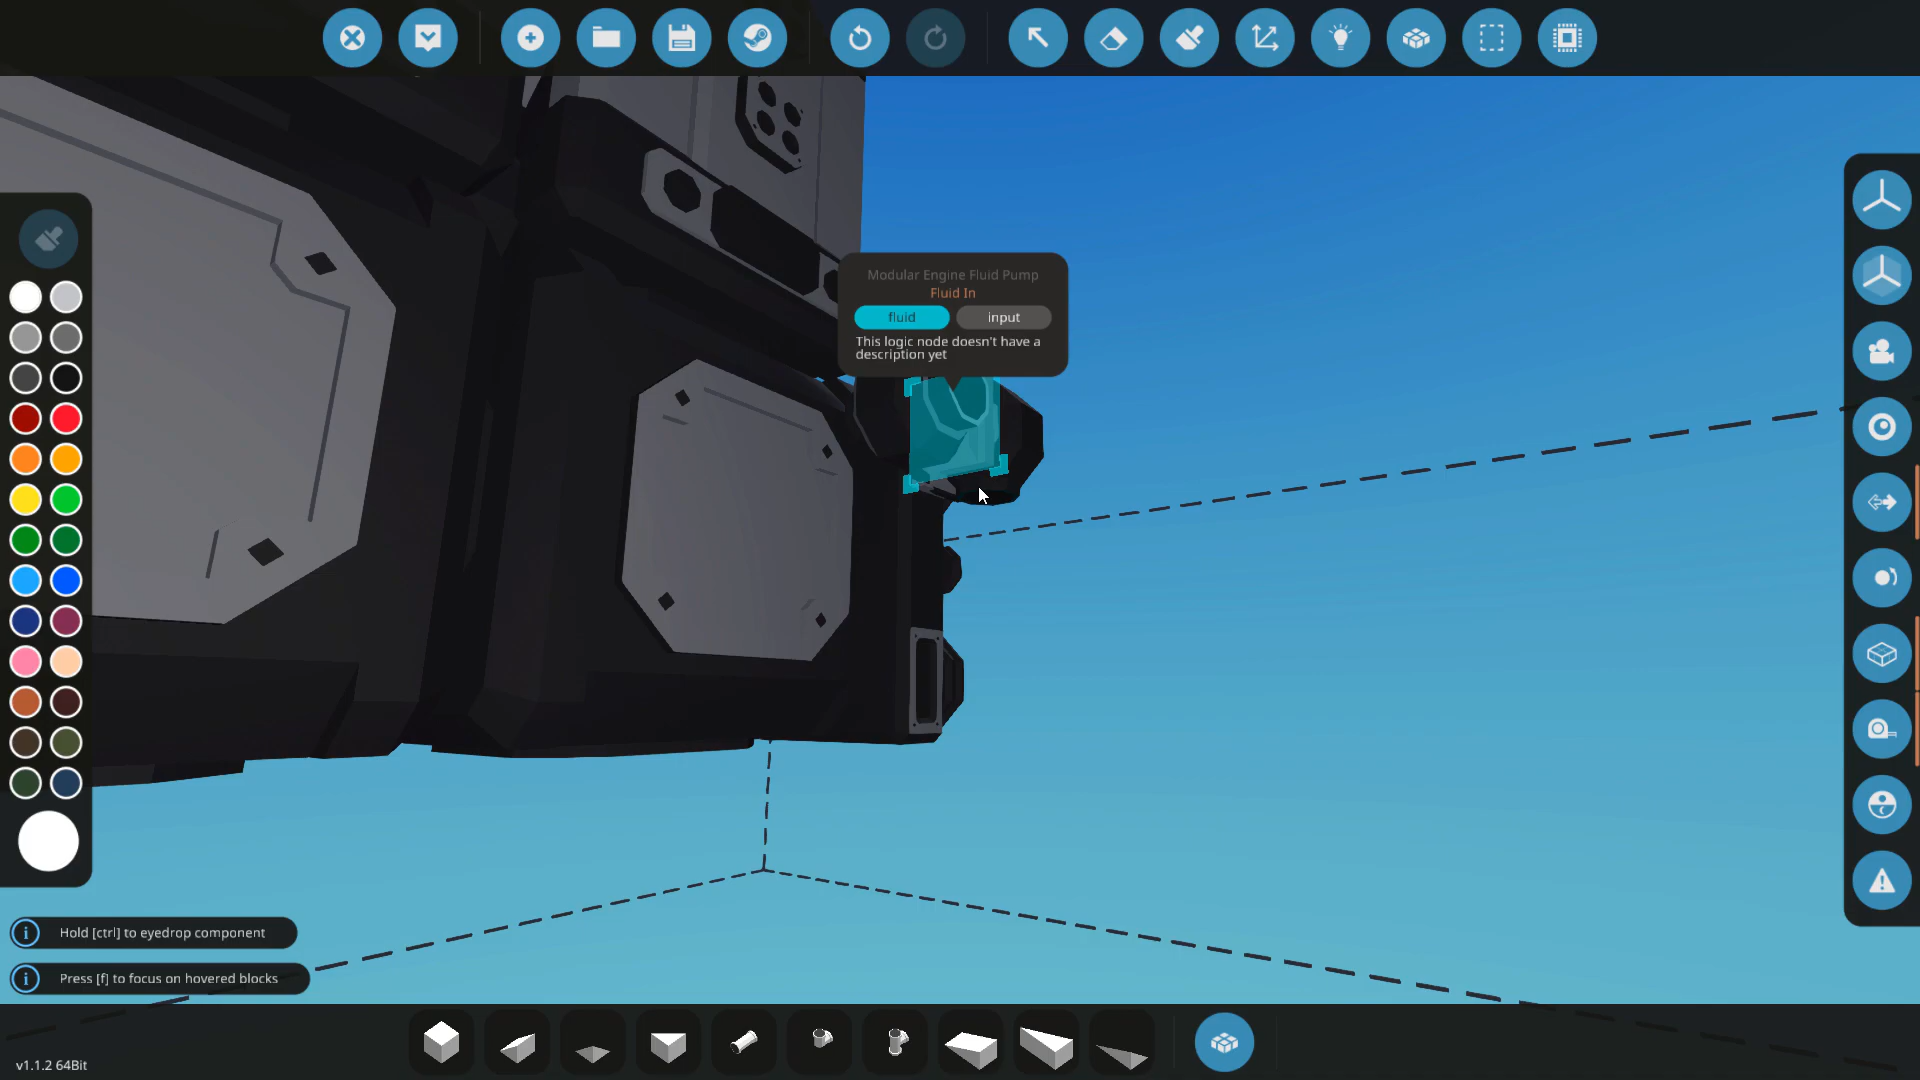 Modular Engine Fluid Pump
Fluid In
fluid
input
This logic node doesn't have a
description yet
Hold [ctrl] to eyedrop component
Press [f] to focus on hovered blocks
v1.1.2 64Bit